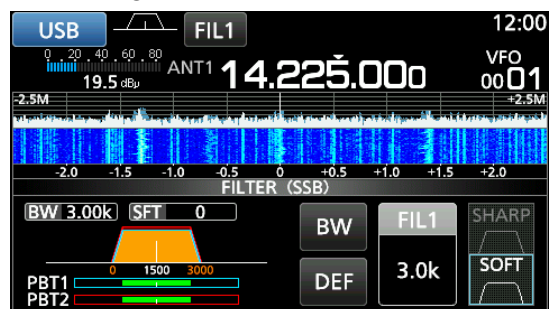 USB FIL1 12:00
0 20 40 60 80
19.5 dBμ ANT1 14.225.000 VFO 00 01
-2.5M +2.5M
-2.0 -1.5 -1.0 -0.5 0 +0.5 +1.0 +1.5 +2.0
FILTER (SSB)
BW 3.00k SFT 0 BW FIL1 SHARP
0 1500 3000 3.0k SOFT
PBT1 DEF
PBT2